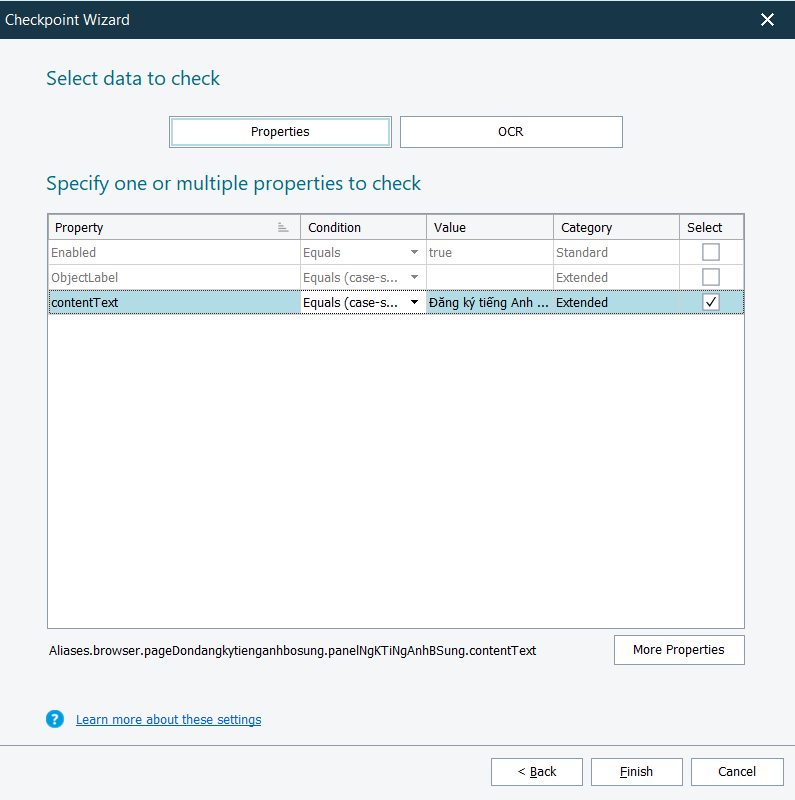 Checkpoint Wizard
Select data to check
Properties OCR
Specify one or multiple properties to check
Property Condition Value Category Select
Enabled Equals true Standard
ObjectLabel Equals (case-s... Extended
contentText Equals (case-s... Đăng ký tiếng Anh ... Extended
Aliases.browser.pageDondangkytienganhbosung.panelNgKTiNgAnhBSung.contentText More Properties
? Learn more about these settings
< Back Finish Cancel